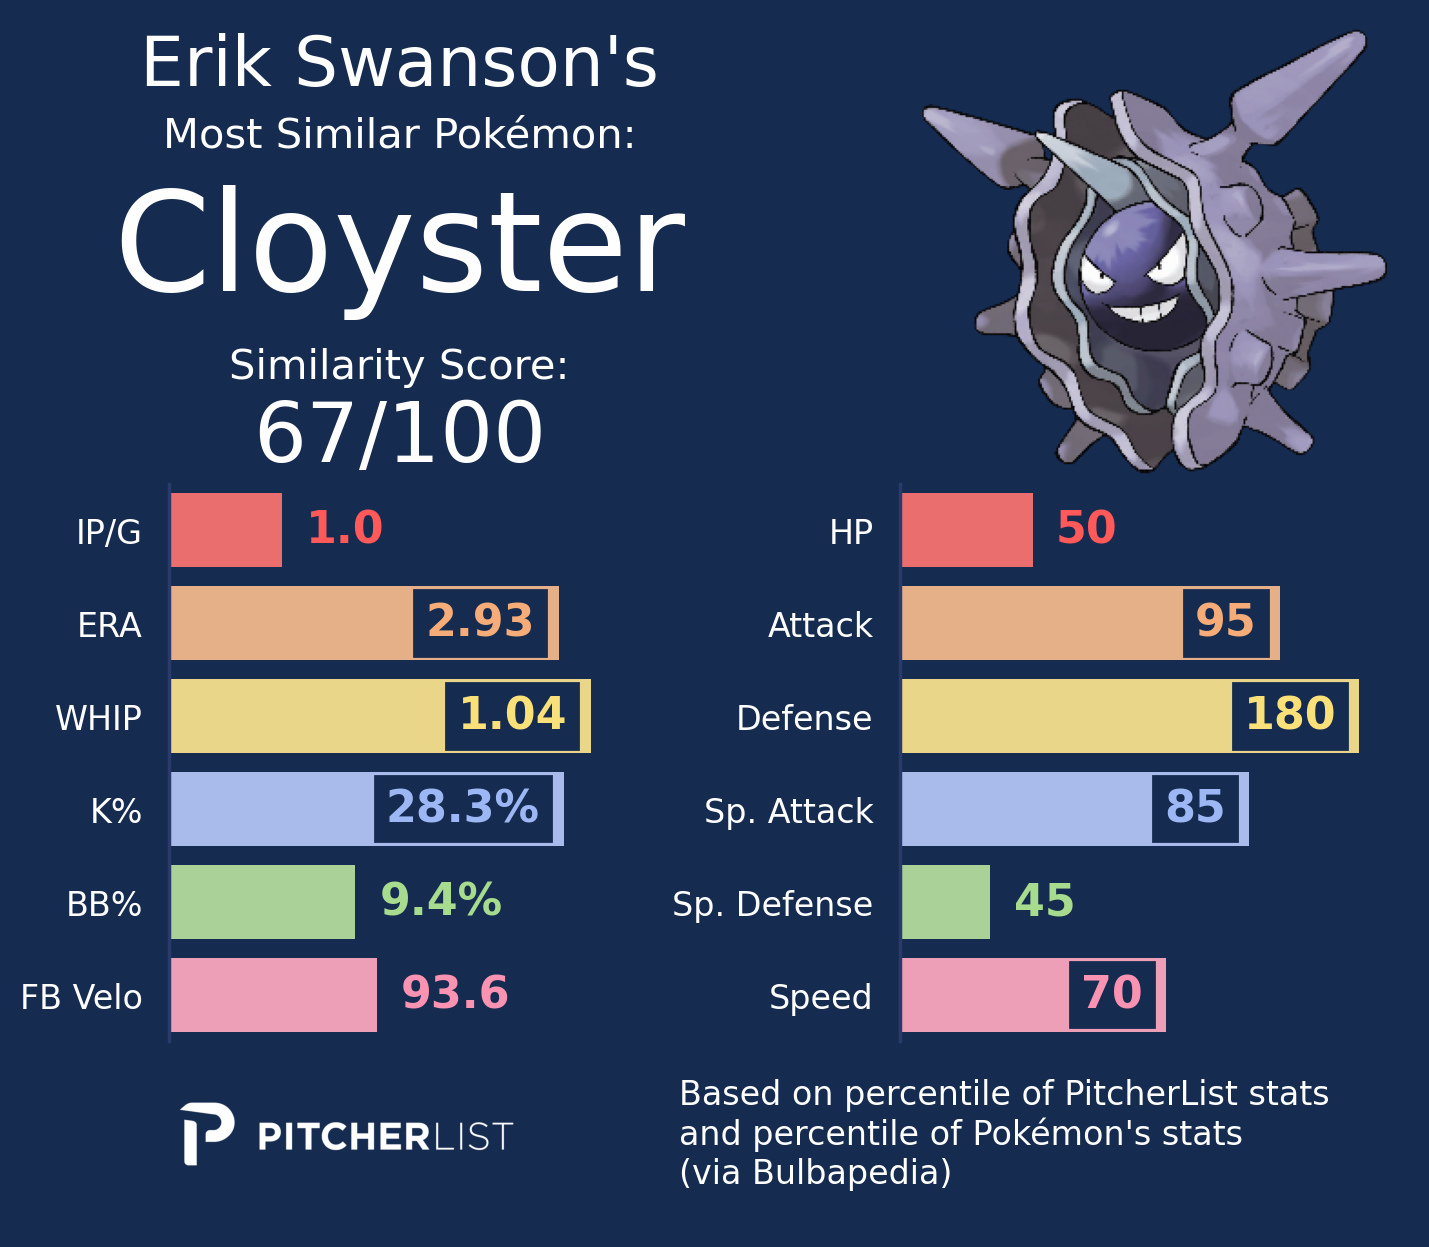 Erik Swanson's
Most Similar Pokémon:
Cloyster
Similarity Score:
67/100
IP/G 1.0
ERA 2.93
WHIP 1.04
K% 28.3%
BB% 9.4%
FB Velo 93.6
HP 50
Attack 95
Defense 180
Sp. Attack 85
Sp. Defense 45
Speed 70
PITCHERLIST
Based on percentile of PitcherList stats
and percentile of Pokémon's stats
(via Bulbapedia)